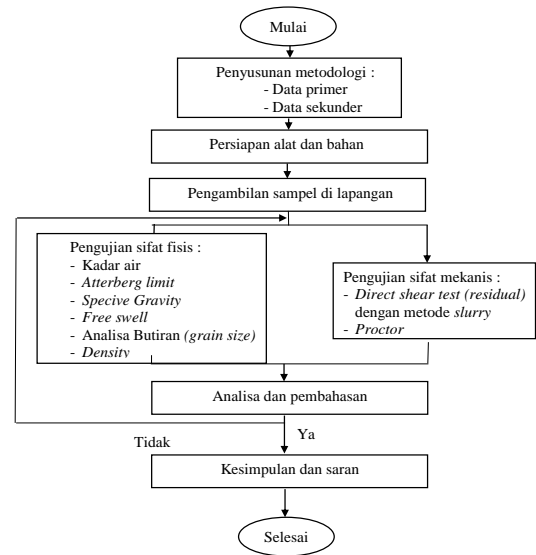 Mulai
Penyusunan metodologi :
- Data primer
- Data sekunder
Persiapan alat dan bahan
Pengambilan sampel di lapangan
Pengujian sifat fisis :
- Kadar air
- Atterberg limit
- Specive Gravity
- Free swell
- Analisa Butiran (grain size)
- Density
Pengujian sifat mekanis :
- Direct shear test (residual)
dengan metode slurry
- Proctor
Analisa dan pembahasan
Tidak
Ya
Kesimpulan dan saran
Selesai